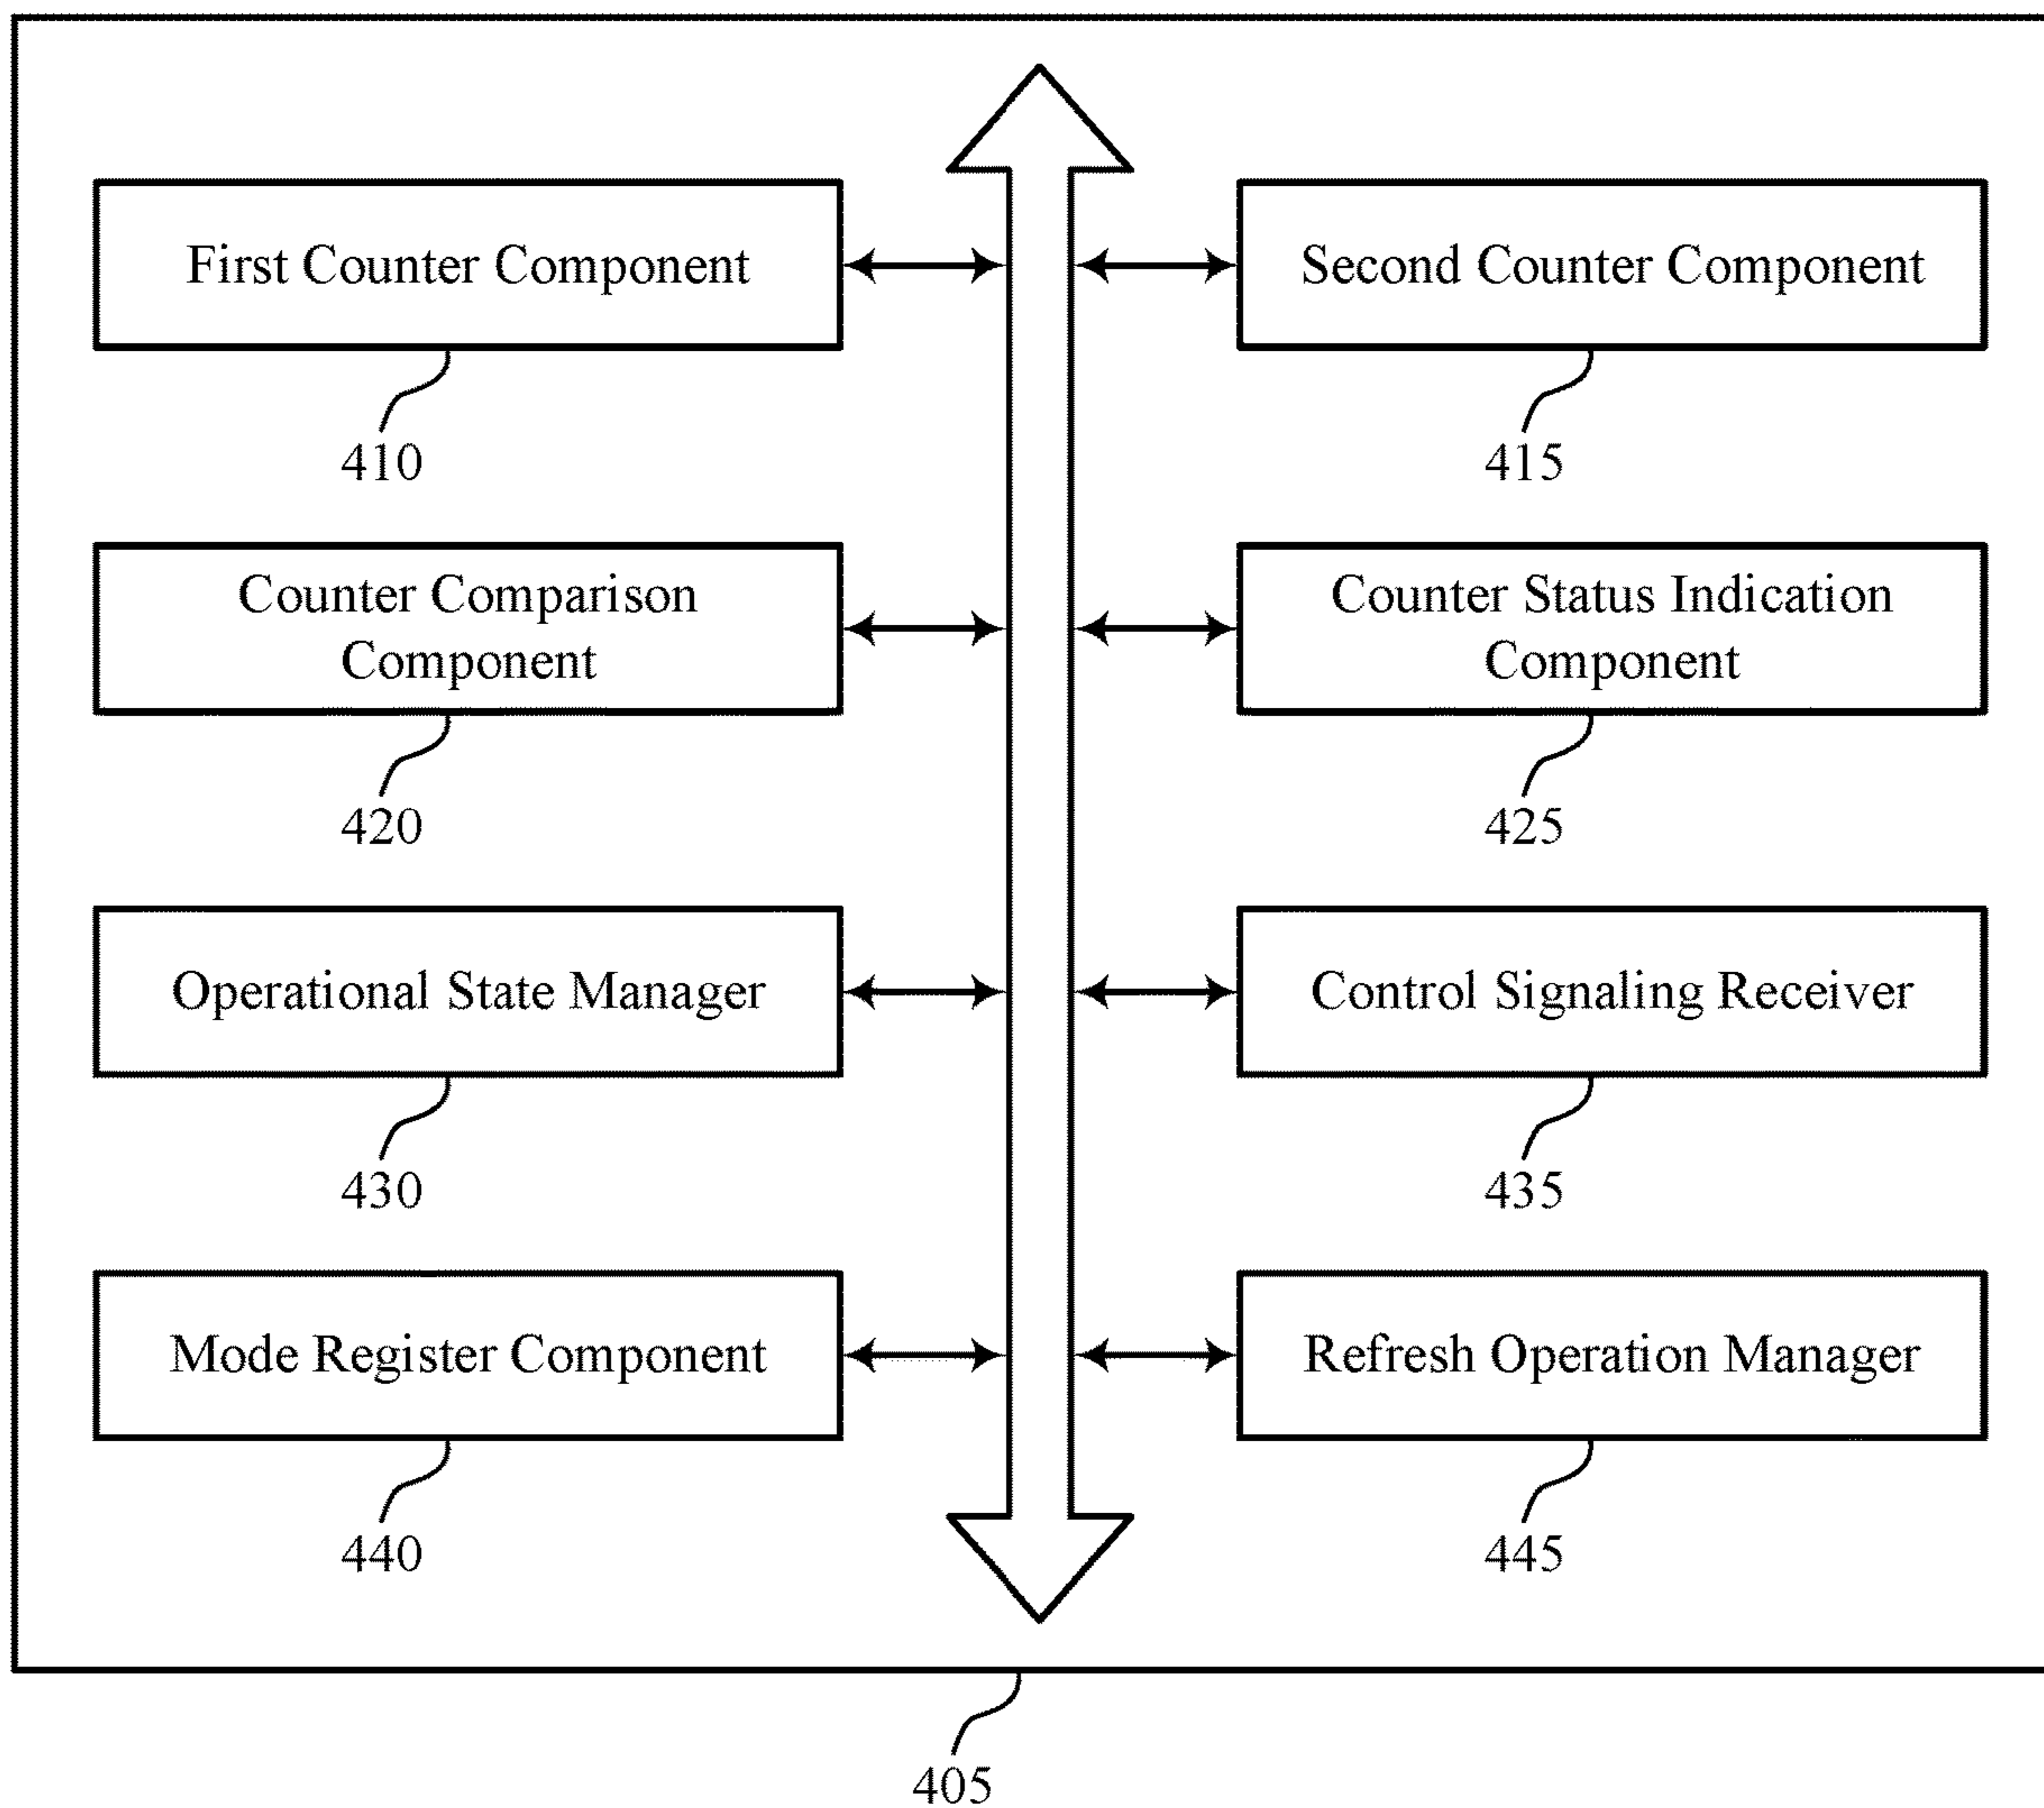 First Counter Component
Second Counter Component
410
415
Counter Comparison
Component
Counter Status Indication
Component
420
425
Operational State Manager
Control Signaling Receiver
430
435
Mode Register Component
Refresh Operation Manager
440
445
405